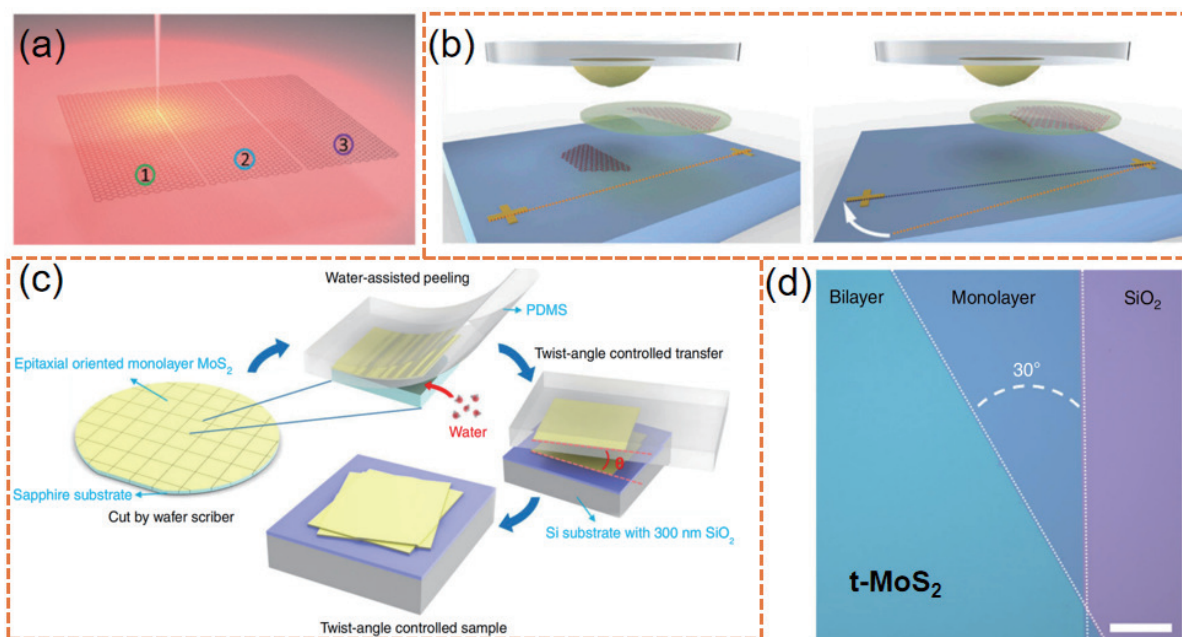 (a)
1
2
3
(b)
(c)
Water-assisted peeling
PDMS
Epitaxial oriented monolayer MoS₂
Water
Twist-angle controlled transfer
θ
Sapphire substrate
Cut by wafer scriber
Si substrate with 300 nm SiO₂
Twist-angle controlled sample
(d)
Bilayer
Monolayer
SiO₂
30°
t-MoS₂